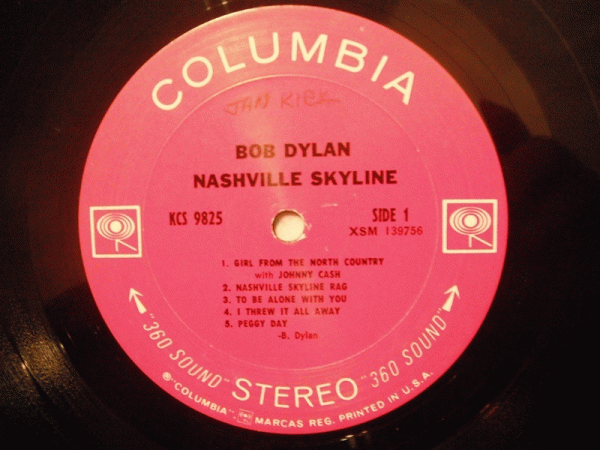 COLUMBIA
JAN KICK
BOB DYLAN
NASHVILLE SKYLINE
KCS 9825
SIDE 1
XSM 139756
1. GIRL FROM THE NORTH COUNTRY
with JOHNNY CASH
2. NASHVILLE SKYLINE RAG
3. TO BE ALONE WITH YOU
4. I THREW IT ALL AWAY
5. PEGGY DAY
-B. Dylan
"360 SOUND" STEREO "360 SOUND"
®"COLUMBIA" MARCAS REG. PRINTED IN U.S.A.